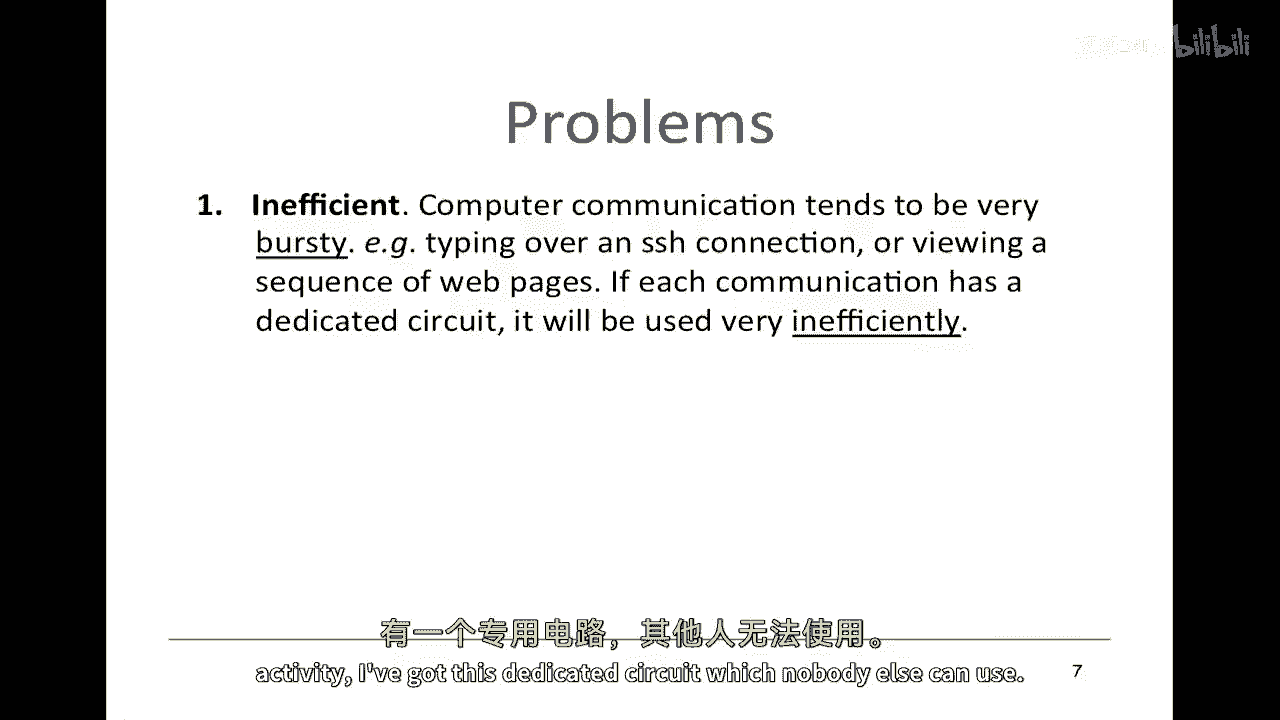 bilibili
Problems
1. Inefficient. Computer communication tends to be very
bursty. e.g. typing over an ssh connection, or viewing a
sequence of web pages. If each communication has a
dedicated circuit, it will be used very inefficiently.
有一个专用电路，其他人无法使用。
activity, I've got this dedicated circuit which nobody else can use.
7